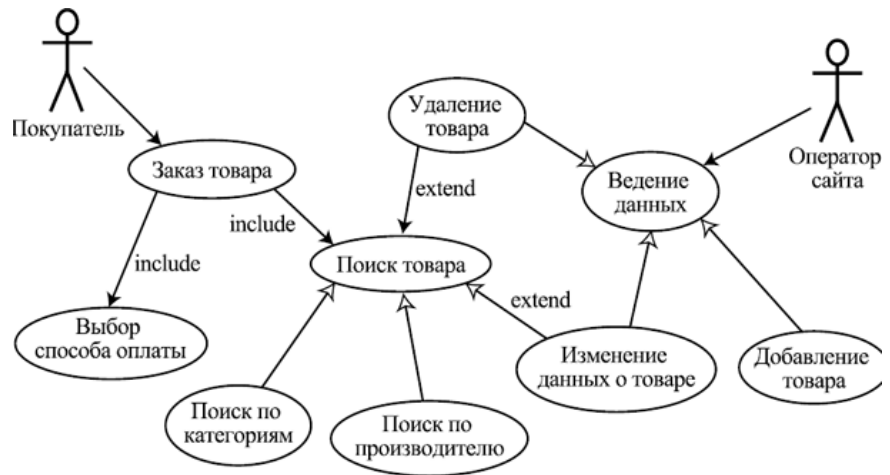 Покупатель
Заказ товара
Удаление
товара
Ведение
данных
Оператор
сайта
extend
include
include
Поиск товара
extend
Выбор
способа оплаты
Поиск по
категориям
Поиск по
производителю
Изменение
данных о товаре
Добавление
товара